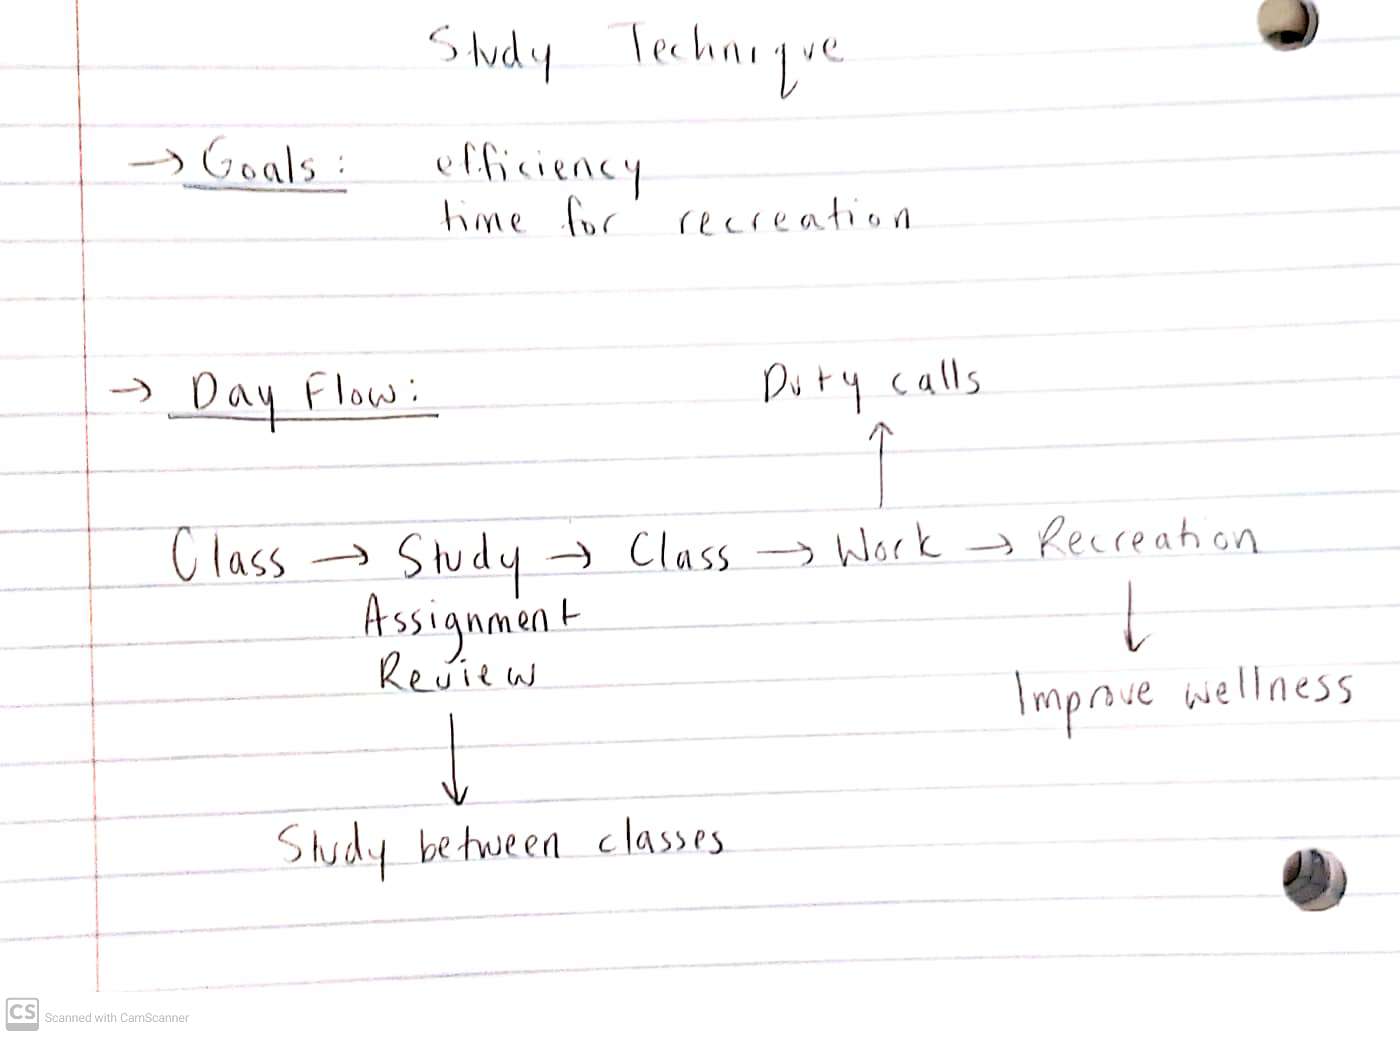 Study Technique
→ Goals: efficiency
time for recreation
→ Day Flow:
Duty calls
Class → Study → Class → Work → Recreation
Assignment
Review
Improve wellness
Study between classes
CS Scanned with CamScanner